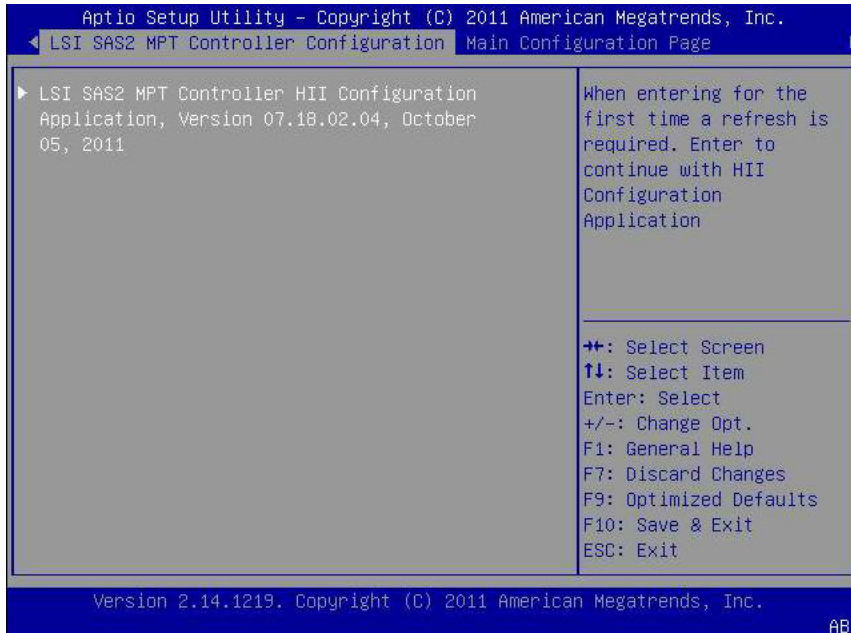 Aptio Setup Utility – Copyright (C) 2011 American Megatrends, Inc.
LSI SAS2 MPT Controller Configuration Main Configuration Page
LSI SAS2 MPT Controller HII Configuration
Application, Version 07.18.02.04, October
05, 2011
When entering for the
first time a refresh is
required. Enter to
continue with HII
Configuration
Application
→←: Select Screen
↑↓: Select Item
Enter: Select
+/-: Change Opt.
F1: General Help
F7: Discard Changes
F9: Optimized Defaults
F10: Save & Exit
ESC: Exit
Version 2.14.1219. Copyright (C) 2011 American Megatrends, Inc.
AB